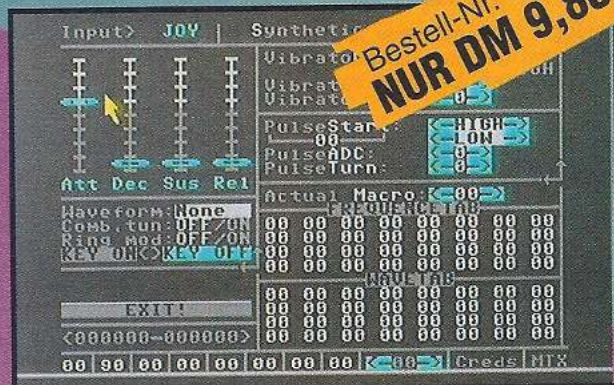 Bestell-Nr.
NUR DM 9,80
Input> JOY | Synthetic
Vibrato
Vibrat
Vibrato <-0->
PulseStart: <-HIGH->
00 <-LOW->
PulseADC: <-0->
PulseTurn: <-0->
Att Dec Sus Rel
Actual Macro: <-00->
FREQUENCETAB
Waveform: None
Comb.tun: OFF/ON
Ring mod: OFF/ON
KEY ON<>KEY OFF
00 00 00 00 00 00 00 00
00 00 00 00 00 00 00 00
00 00 00 00 00 00 00 00
00 00 00 00 00 00 00 00
WAVETAB
00 00 00 00 00 00 00 00
00 00 00 00 00 00 00 00
00 00 00 00 00 00 00 00
00 00 00 00 00 00 00 00
EXIT!
<000000-000000>
00 90 00 00 00 00 00 00 <-00-> Creds MTX